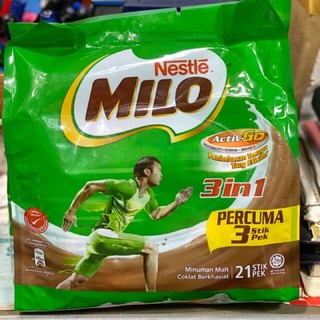 Nestlé
MILO
Activ-GO
3in1
PERCUMA
3 Stik
Pek
Minuman Malt
Coklat Berkhasiat
21 STIK
PEK